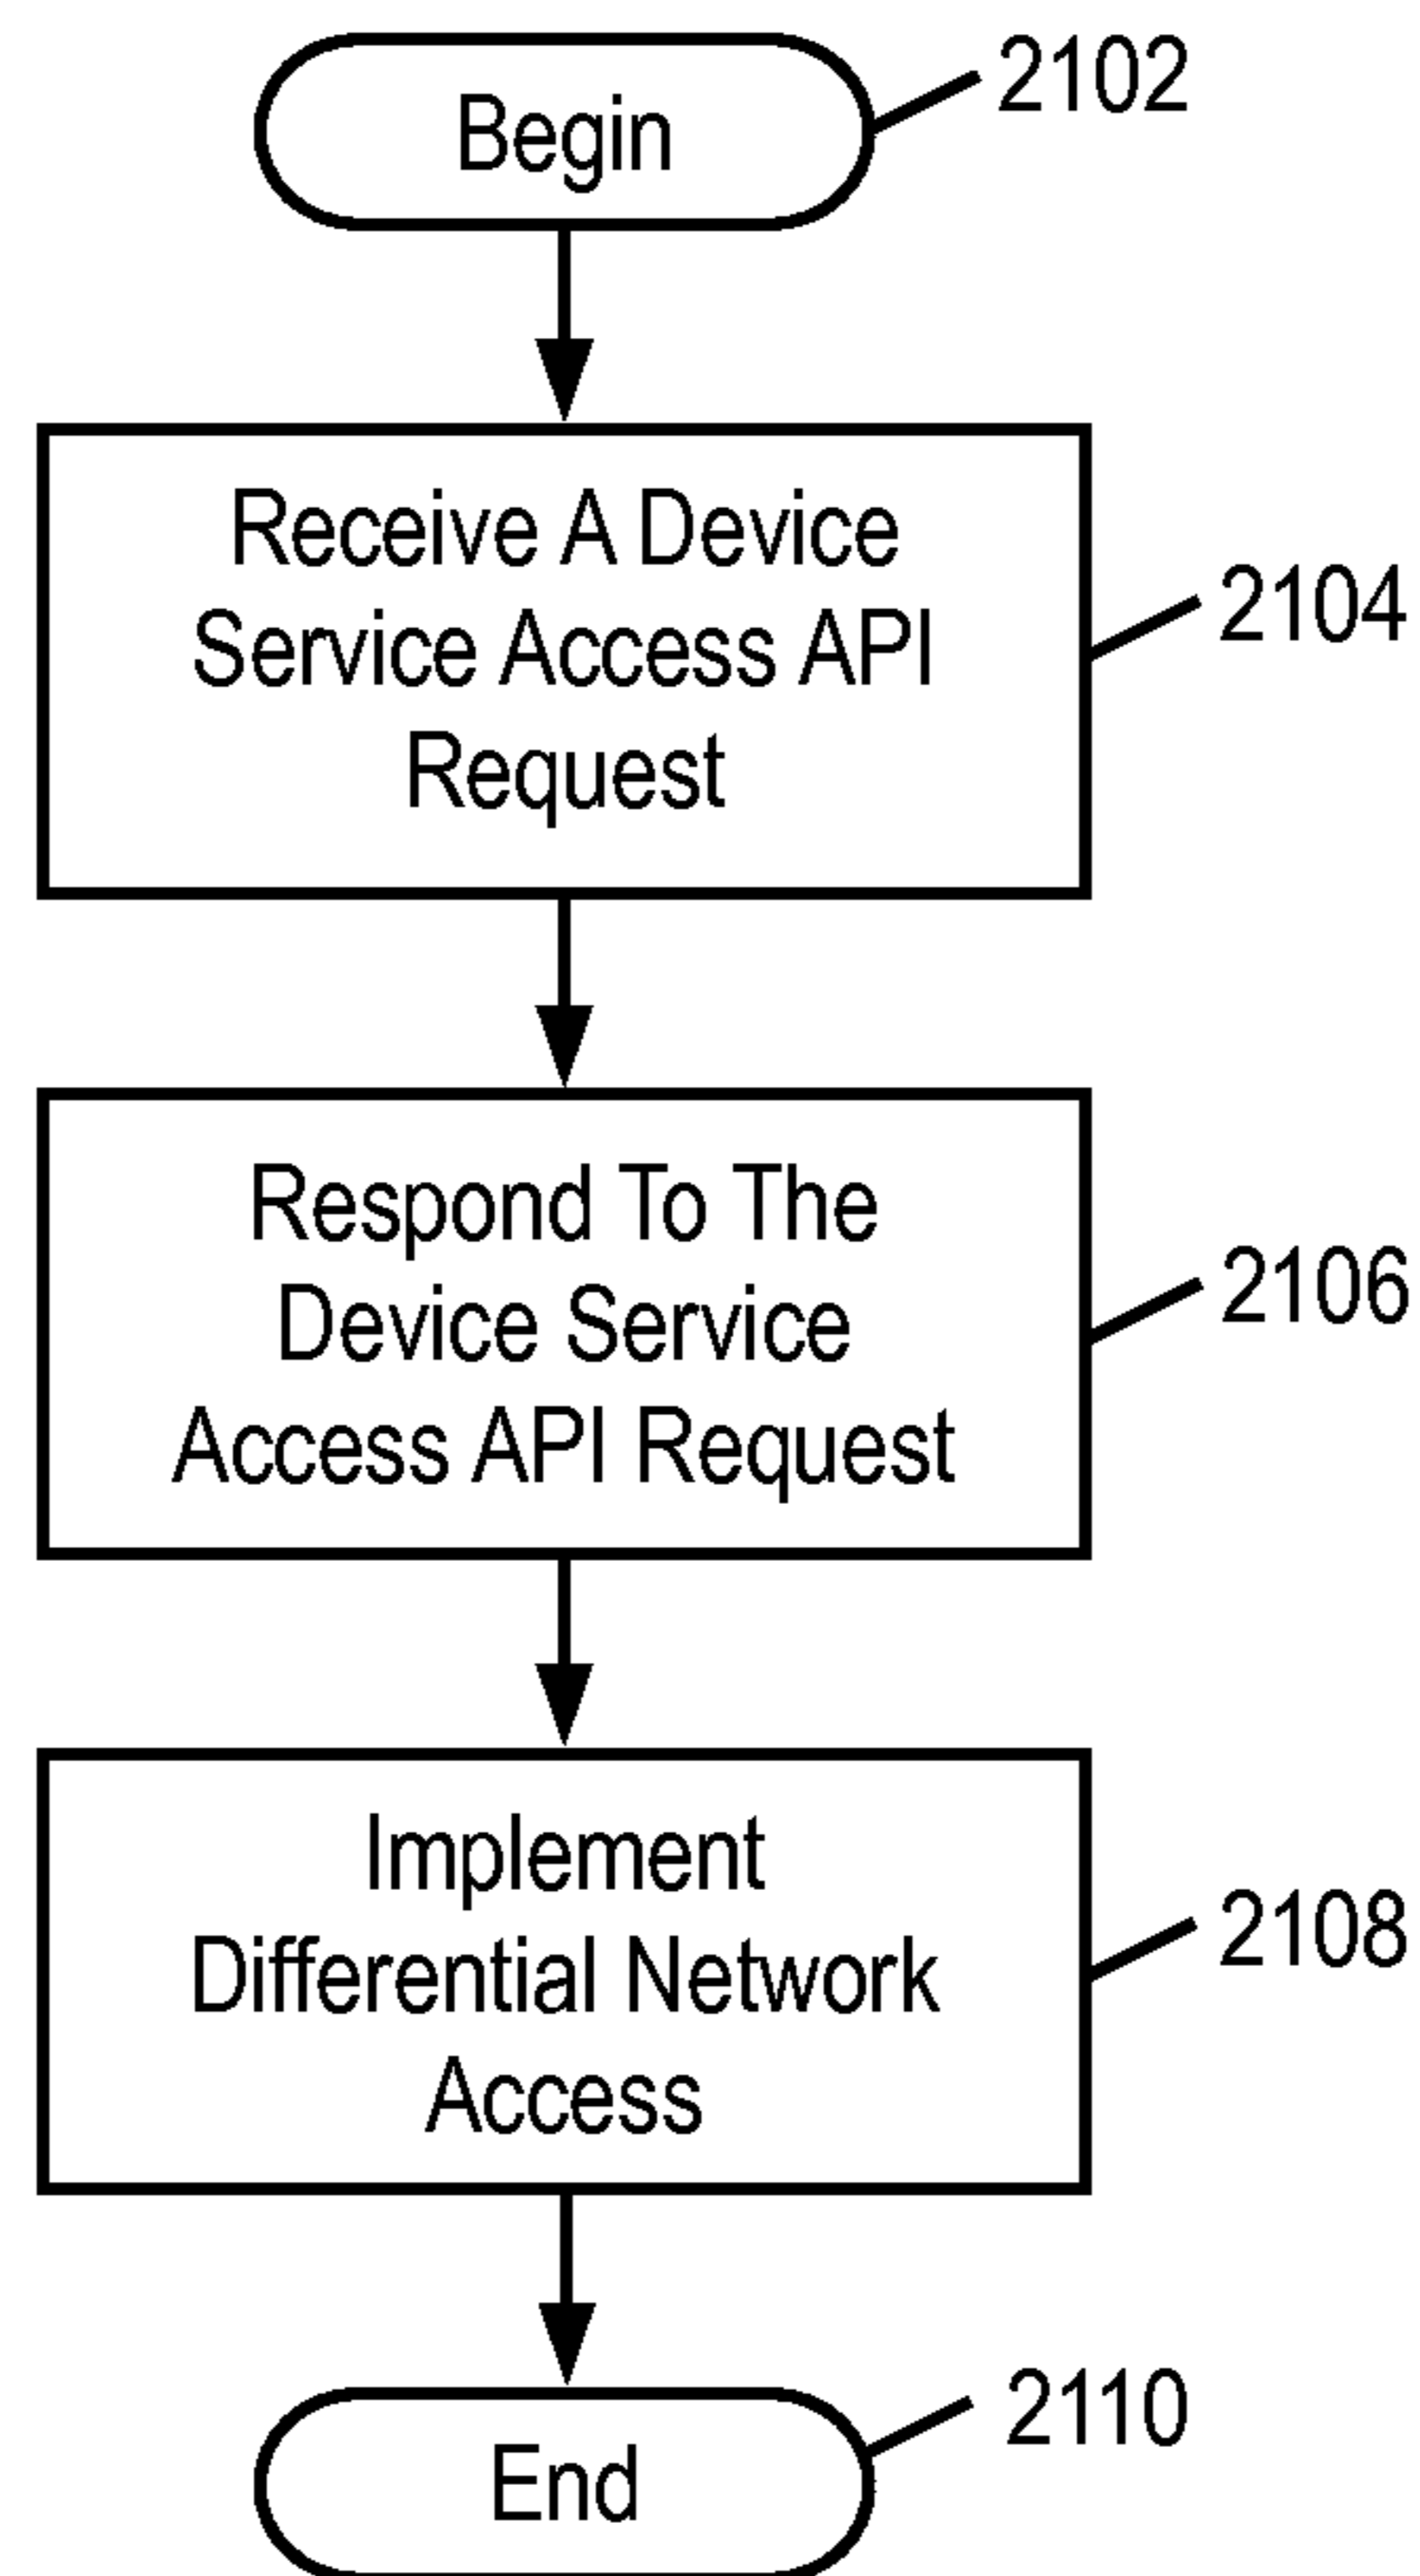 Begin
2102
Receive A Device
Service Access API
Request
2104
Respond To The
Device Service
Access API Request
2106
Implement
Differential Network
Access
2108
End
2110